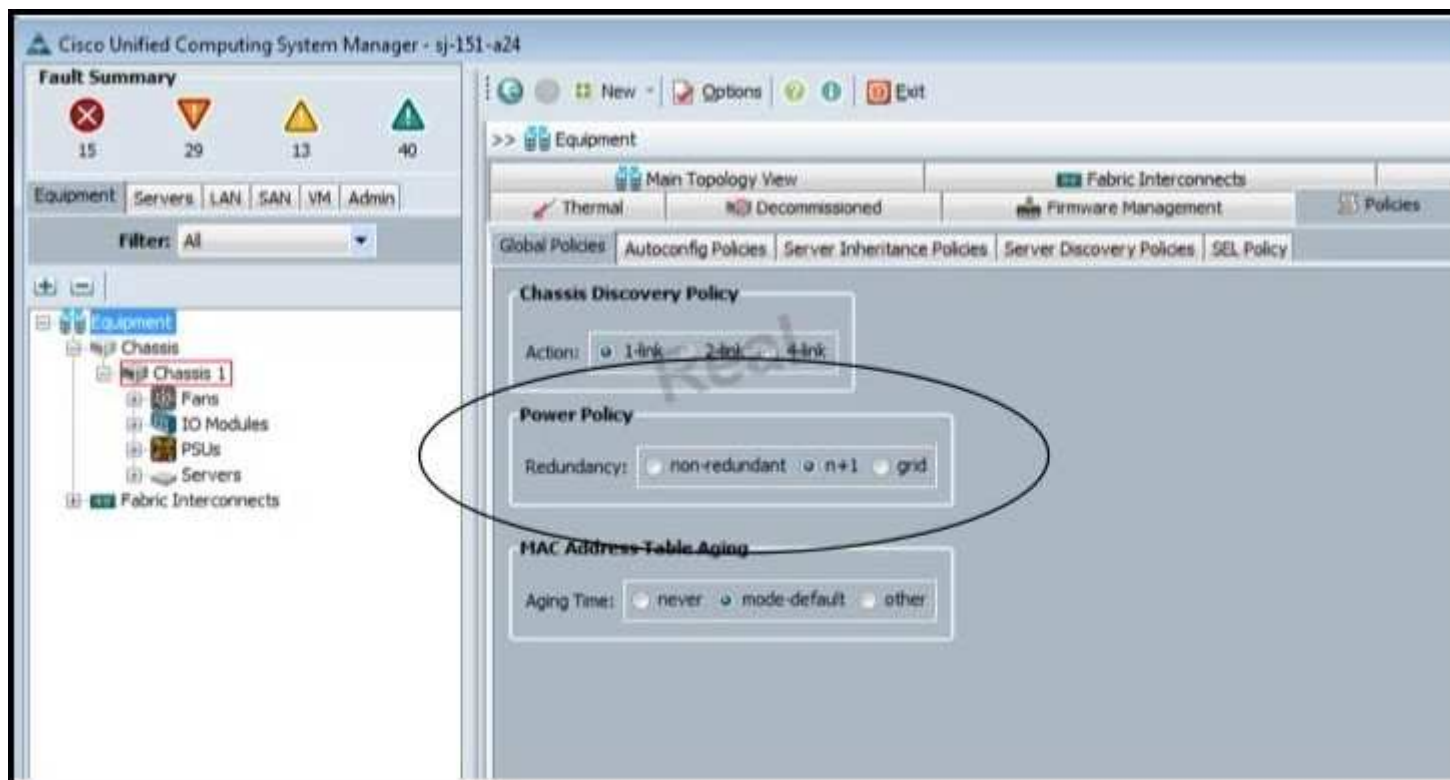 Cisco Unified Computing System Manager - sj-151-a24
Fault Summary
15 29 13 40
Equipment Servers LAN SAN VM Admin
Filter: All
Equipment
Chassis
Chassis 1
Fans
IO Modules
PSUs
Servers
Fabric Interconnects
New Options Exit
>> Equipment
Main Topology View Fabric Interconnects
Thermal Decommissioned Firmware Management Policies
Global Policies Autoconfig Policies Server Inheritance Policies Server Discovery Policies SEL Policy
Chassis Discovery Policy
Action: 1-link 2-link 4-link
Real
Power Policy
Redundancy: non-redundant n+1 grid
MAC Address Table Aging
Aging Time: never mode-default other